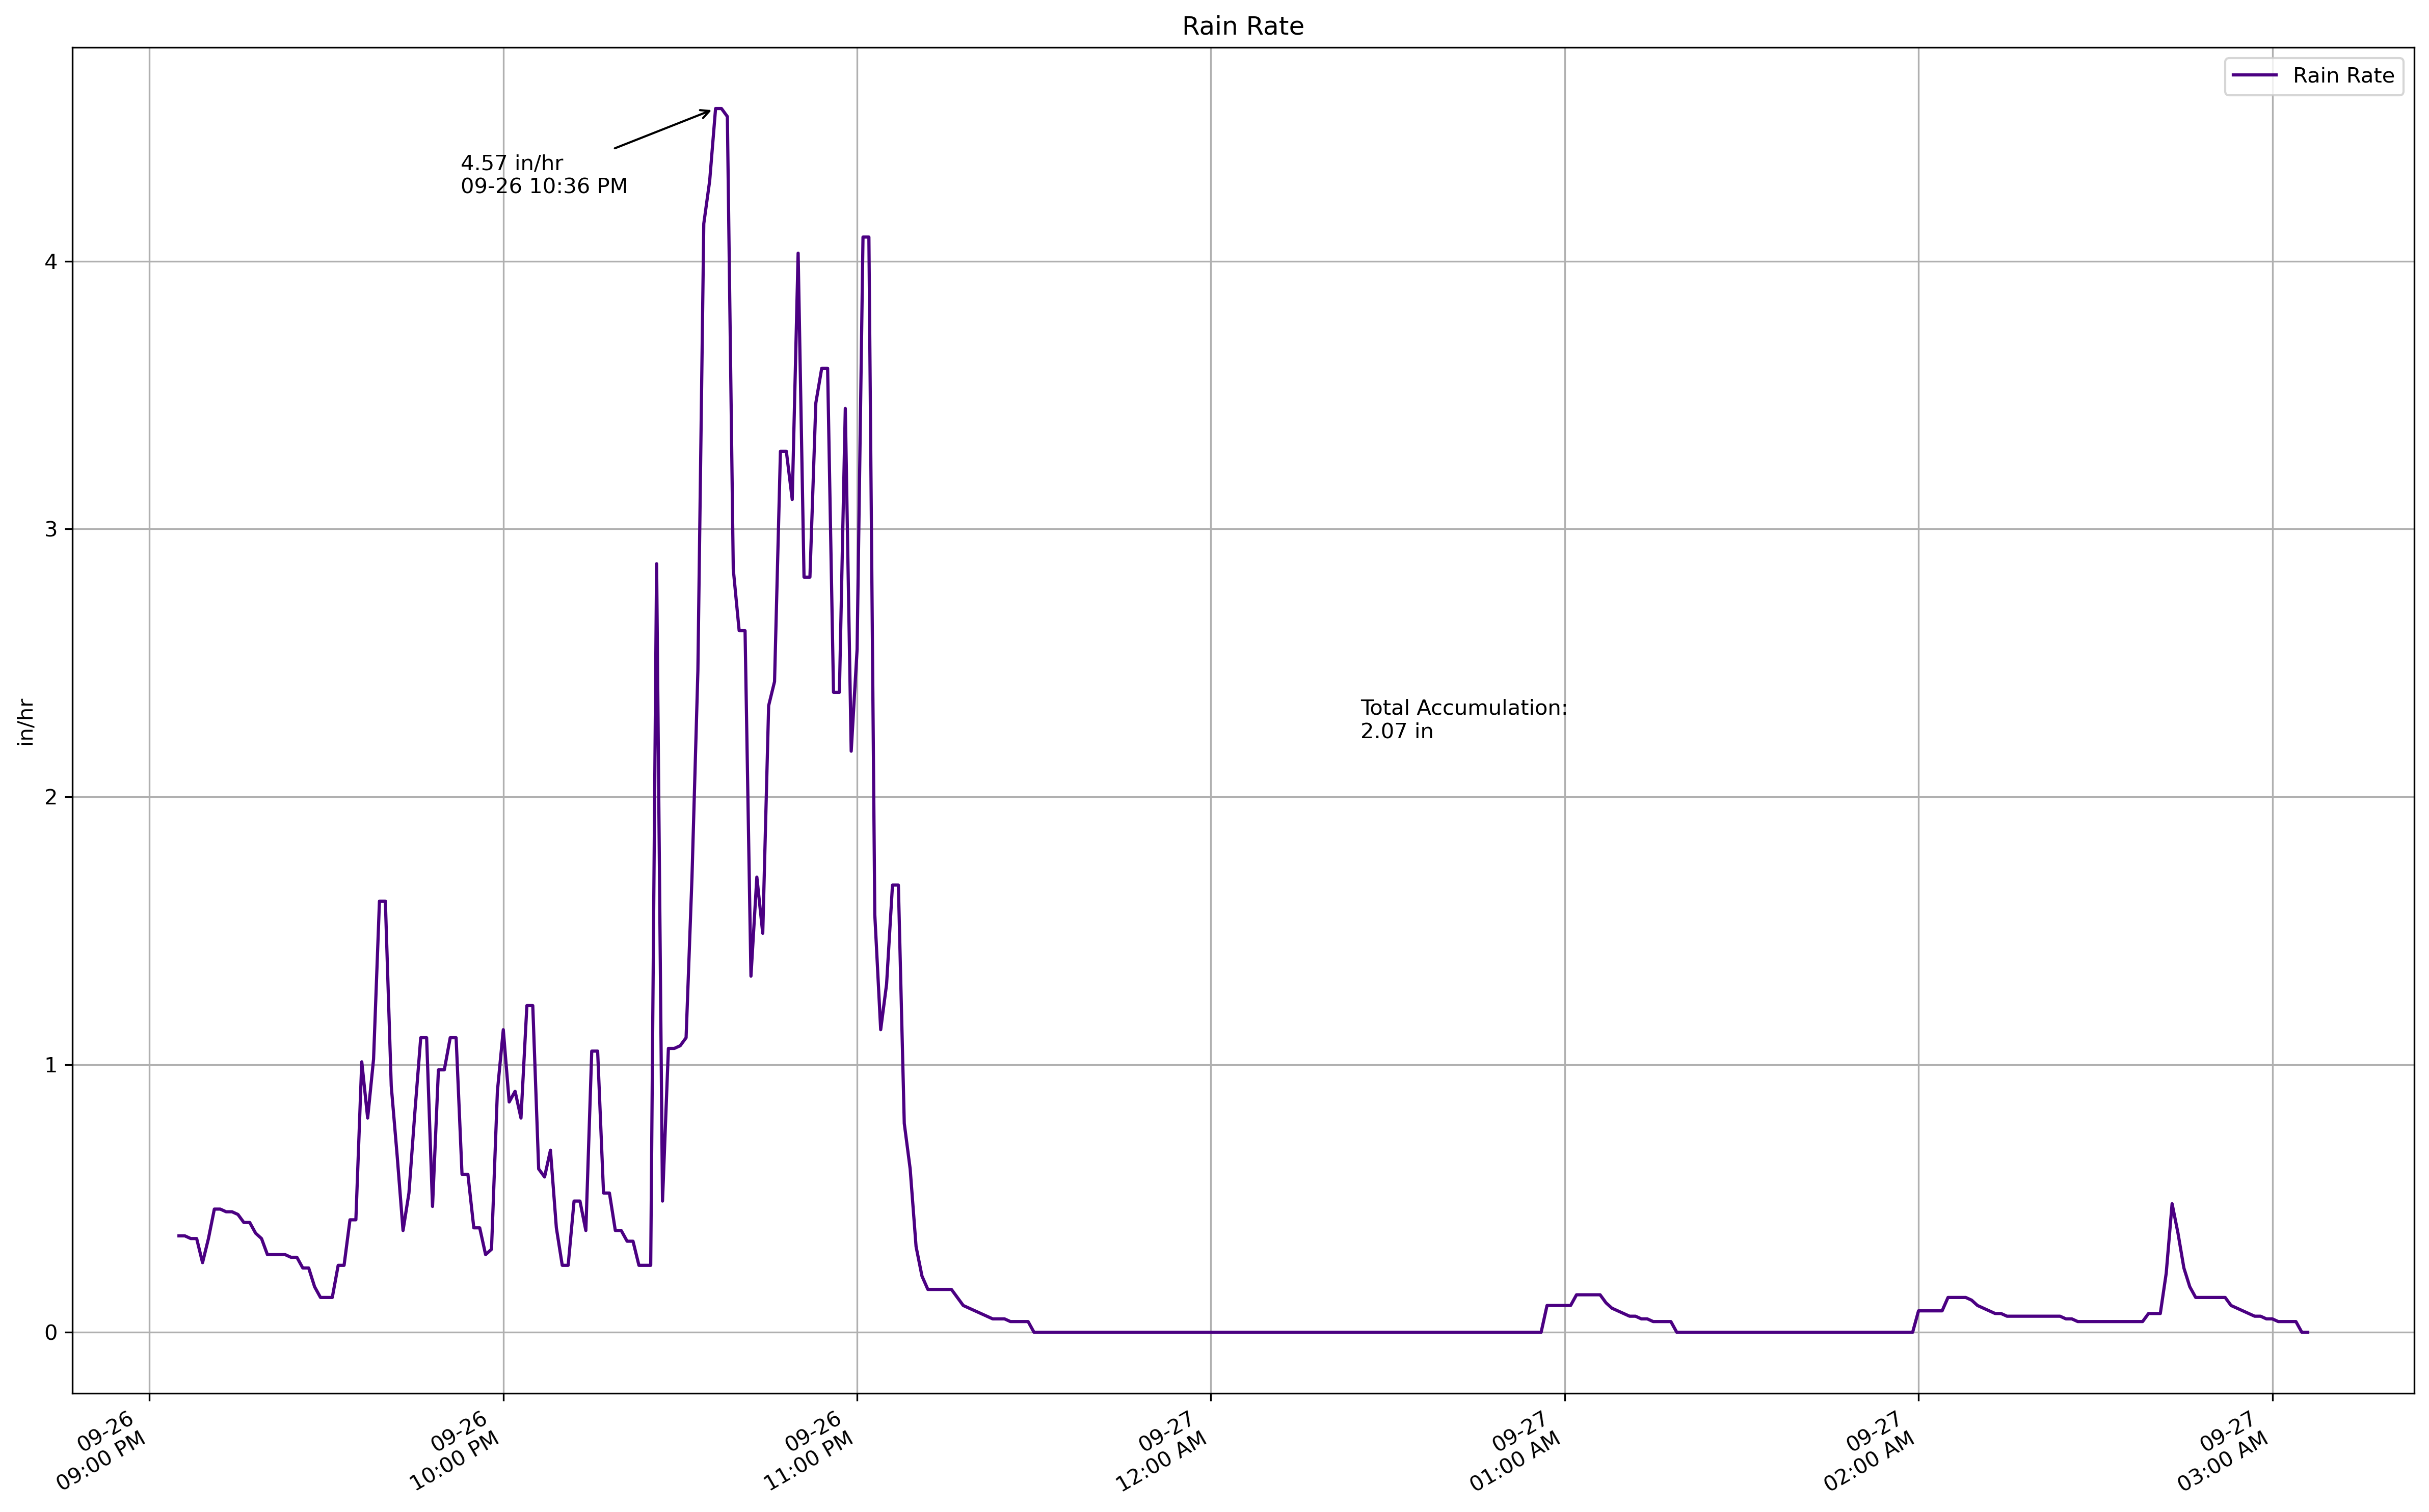 Rain Rate
Rain Rate
4.57 in/hr
09-26 10:36 PM
4
3
in/hr
Total Accumulation:
2.07 in
2
1
0
09-26
09:00 PM
09-26
10:00 PM
09-26
11:00 PM
09-27
12:00 AM
09-27
01:00 AM
09-27
02:00 AM
09-27
03:00 AM